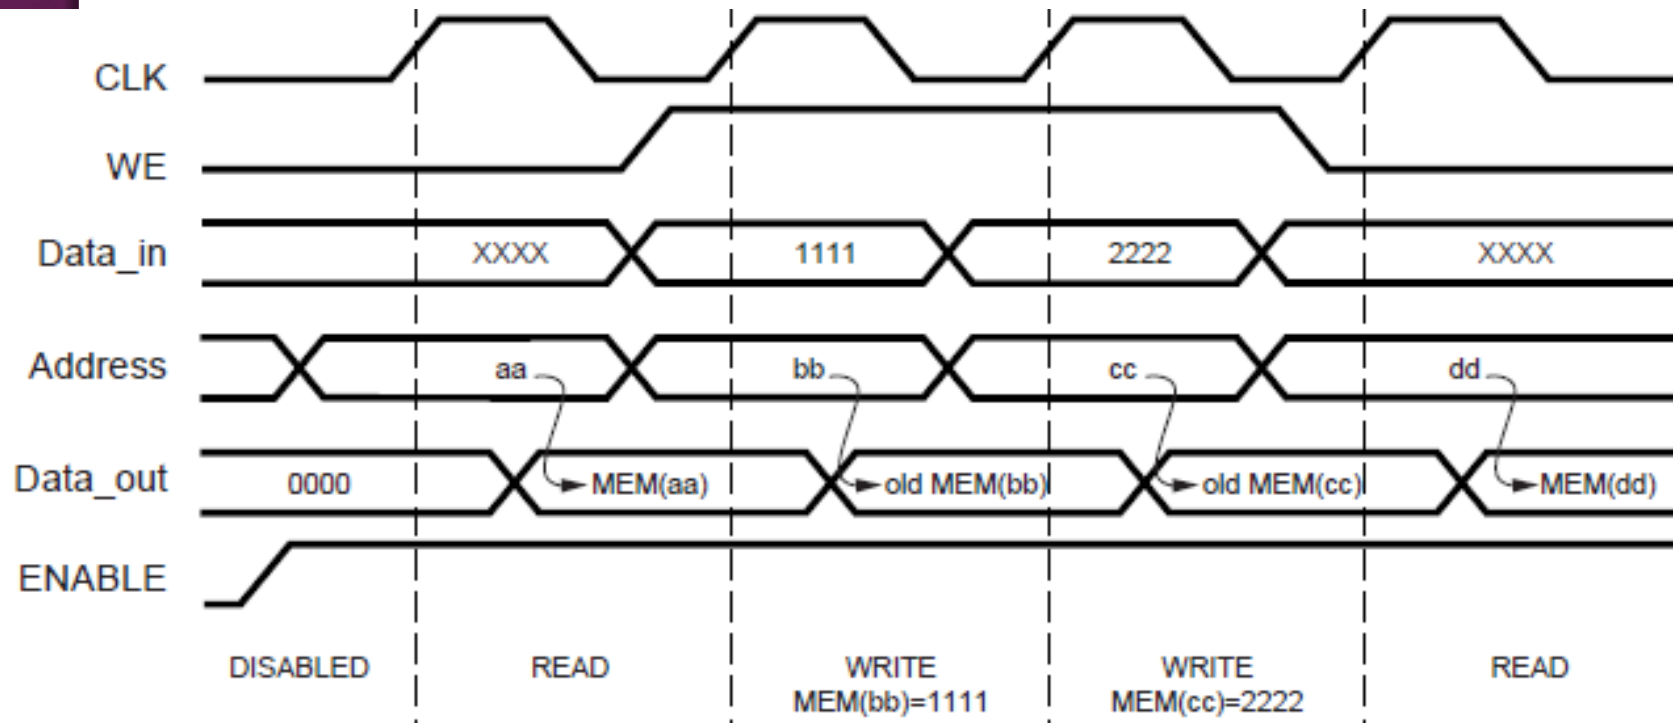 CLK
WE
Data_in XXXX 1111 2222 XXXX
Address aa bb cc dd
Data_out 0000 MEM(aa) old MEM(bb) old MEM(cc) MEM(dd)
ENABLE
DISABLED READ WRITE WRITE READ
MEM(bb)=1111 MEM(cc)=2222